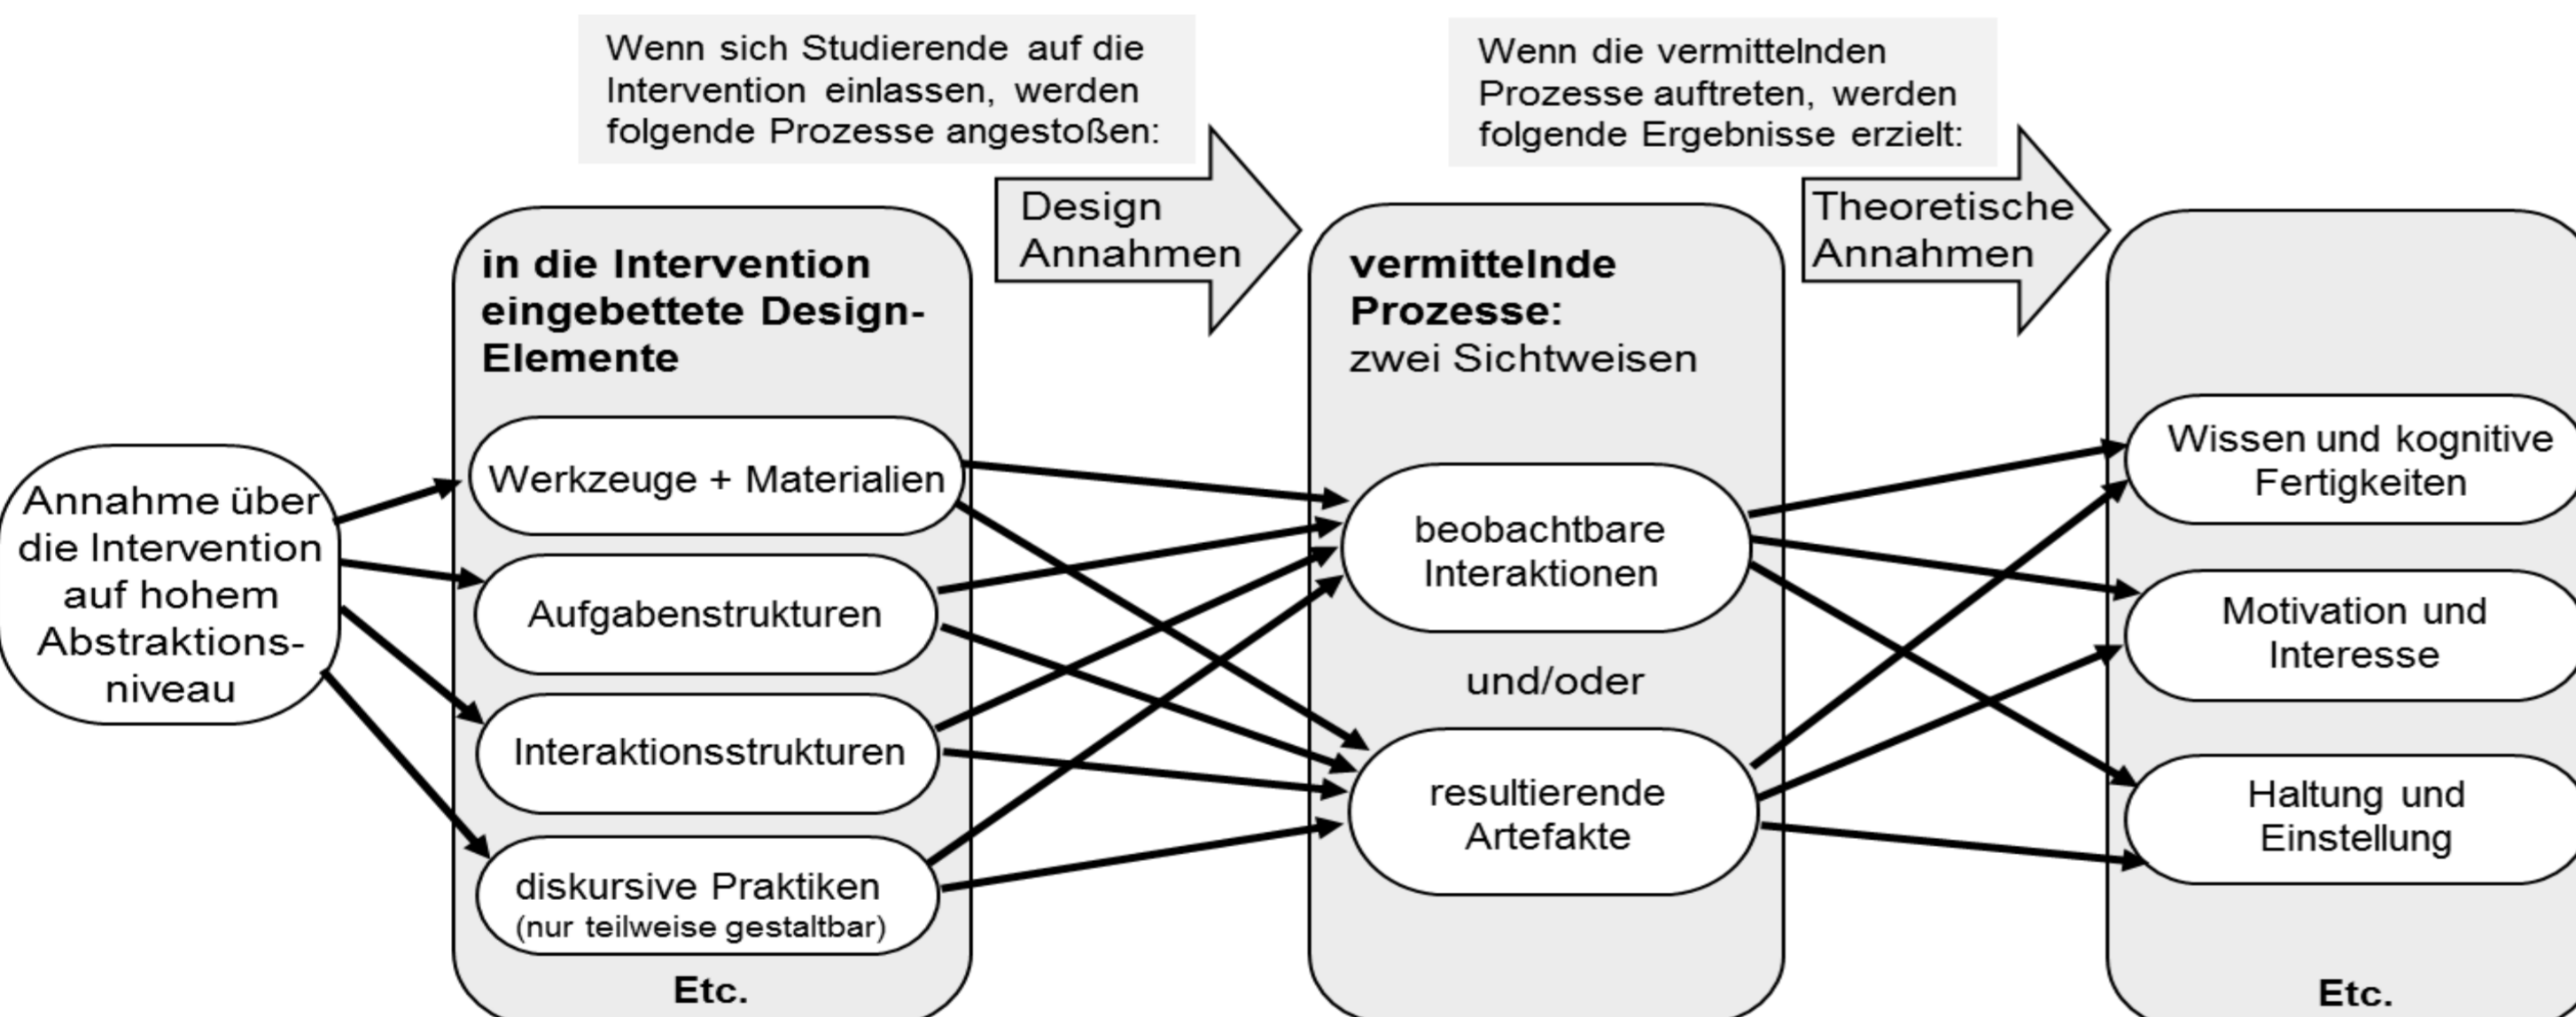 Wenn sich Studierende auf die
Intervention einlassen, werden
folgende Prozesse angestoßen:
Wenn die vermittelnden
Prozesse auftreten, werden
folgende Ergebnisse erzielt:
Design
Annahmen
Theoretische
Annahmen
Annahme über
die Intervention
auf hohem
Abstraktions-
niveau
in die Intervention
eingebettete Design-
Elemente
Werkzeuge + Materialien
Aufgabenstrukturen
Interaktionsstrukturen
diskursive Praktiken
(nur teilweise gestaltbar)
Etc.
vermittelnde
Prozesse:
zwei Sichtweisen
beobachtbare
Interaktionen
und/oder
resultierende
Artefakte
Wissen und kognitive
Fertigkeiten
Motivation und
Interesse
Haltung und
Einstellung
Etc.